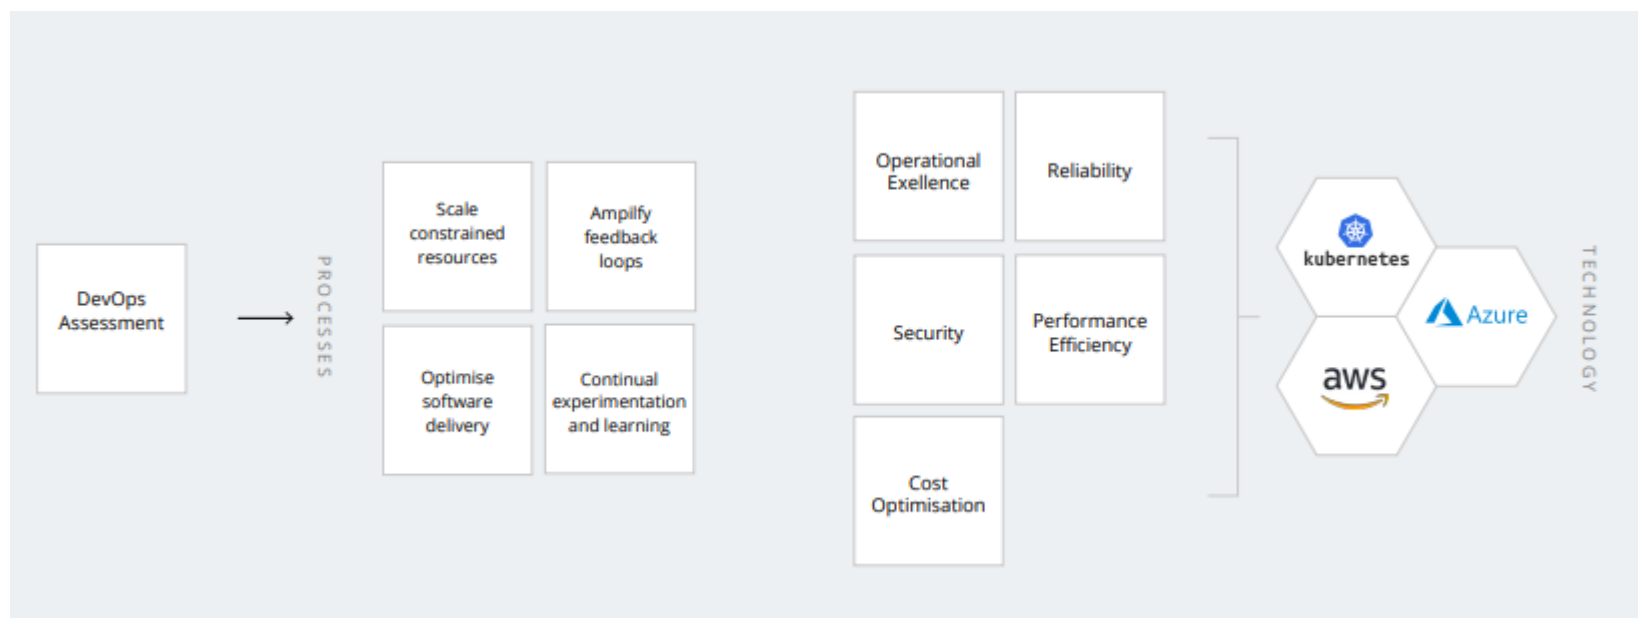 DevOps
Assessment
PROCESSES
Scale
constrained
resources
Ampilfy
feedback
loops
Optimise
software
delivery
Continual
experimentation
and learning
Operational
Exellence
Reliability
Security
Performance
Efficiency
Cost
Optimisation
kubernetes
Azure
aws
TECHNOLOGY